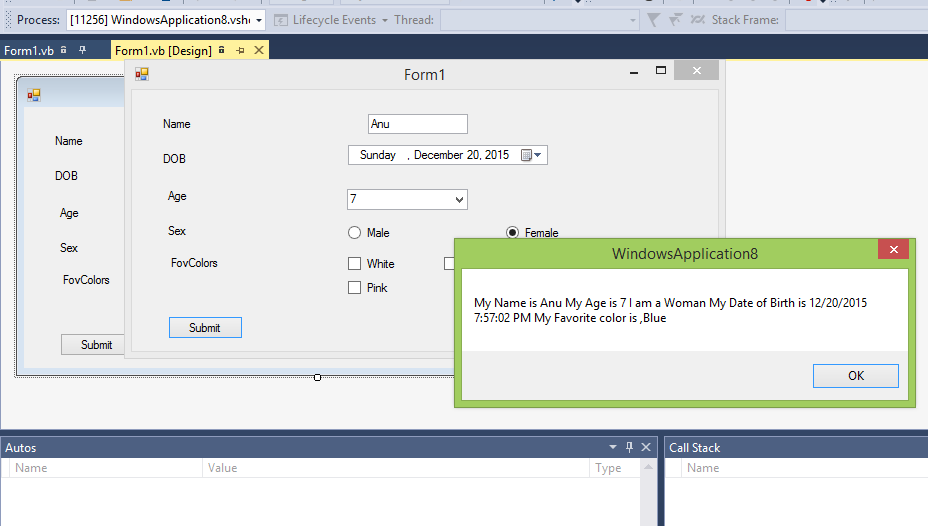 Process: [11256] WindowsApplication8.vsh Lifecycle Events Thread: Stack Frame:
Form1.vb Form1.vb [Design]
Form1
Name
DOB
Age
Sex
FovColors
Submit
Name Anu
DOB Sunday , December 20, 2015
Age 7
Sex Male Female
FovColors White
Pink
Submit
WindowsApplication8
My Name is Anu My Age is 7 I am a Woman My Date of Birth is 12/20/2015
7:57:02 PM My Favorite color is ,Blue
OK
Autos
Name Value Type
Call Stack
Name